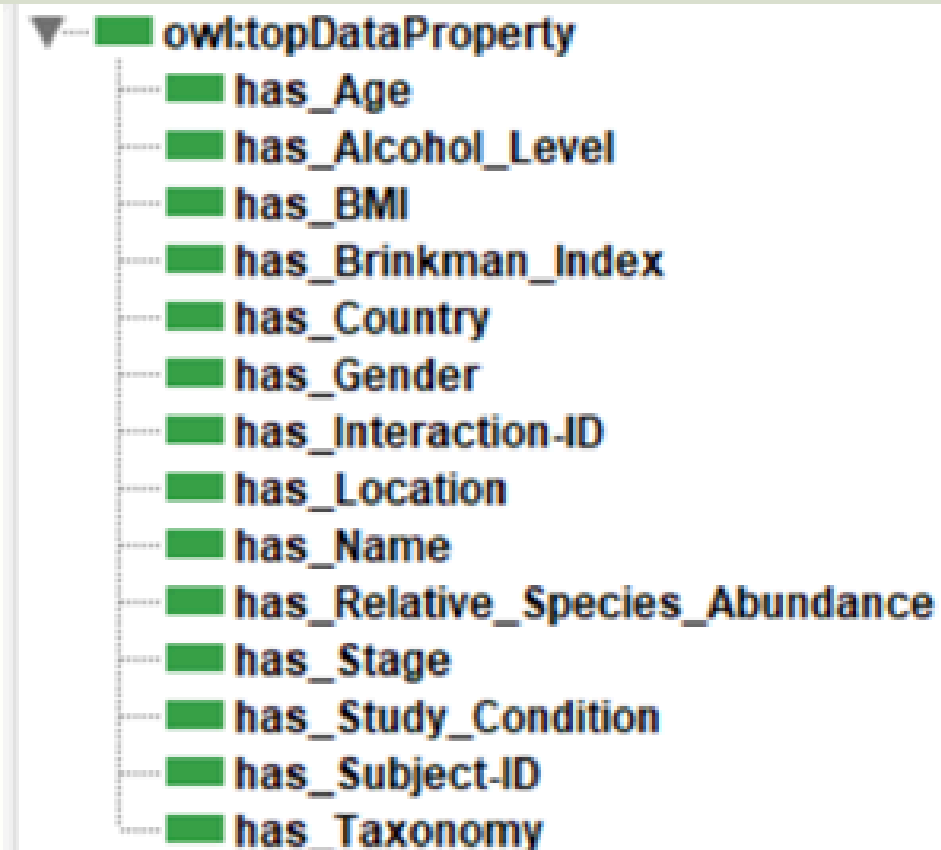 owl:topDataProperty
has_Age
has_Alcohol_Level
has_BMI
has_Brinkman_Index
has_Country
has_Gender
has_Interaction-ID
has_Location
has_Name
has_Relative_Species_Abundance
has_Stage
has_Study_Condition
has_Subject-ID
has_Taxonomy